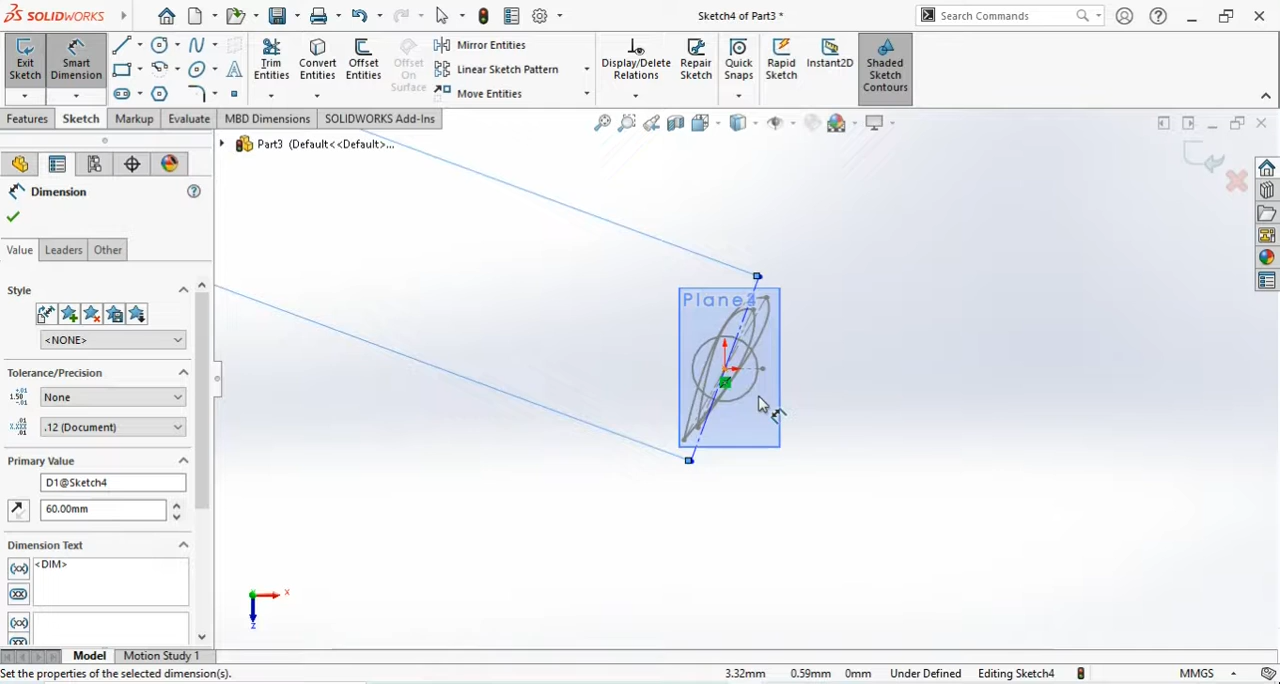 SOLIDWORKS
Sketch4 of Part3 *
Search Commands
Exit Sketch
Smart Dimension
Trim Entities
Convert Entities
Offset Entities
Offset On Surface
Mirror Entities
Linear Sketch Pattern
Move Entities
Display/Delete Relations
Repair Sketch
Quick Snaps
Rapid Sketch
Instant2D
Shaded Sketch Contours
Features
Sketch
Markup
Evaluate
MBD Dimensions
SOLIDWORKS Add-Ins
Part3 (Default<<Default>...
Dimension
Value
Leaders
Other
Style
<NONE>
Tolerance/Precision
None
.12 (Document)
Primary Value
D1@Sketch4
60.00mm
Dimension Text
<DIM>
x
z
Model
Motion Study 1
Set the properties of the selected dimension(s).
3.32mm
0.59mm
0mm
Under Defined
Editing Sketch4
MMGS